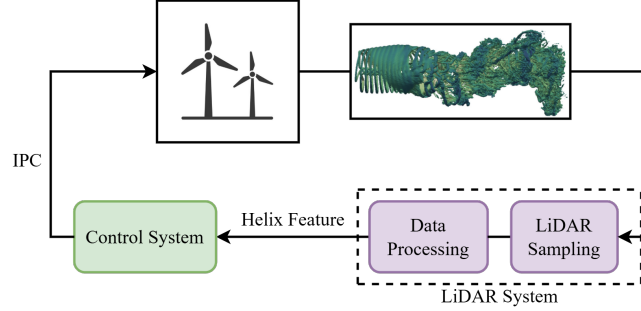 IPC
Control System
Helix Feature
Data
Processing
LiDAR
Sampling
LiDAR System